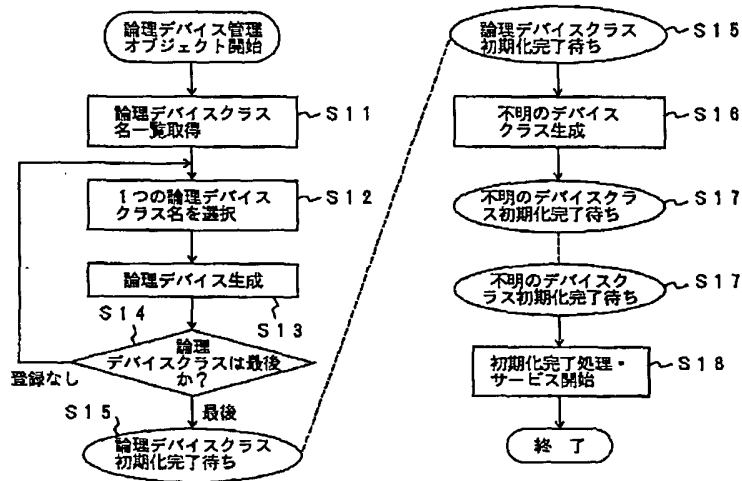 論理デバイス管理
オブジェクト開始
論理デバイスクラス
名一覧取得
S11
1つの論理デバイス
クラス名を選択
S12
論理デバイス生成
S13
S14
論理
デバイスクラスは最後
か?
登録なし
最後
S15
論理デバイスクラス
初期化完了待ち
論理デバイスクラス
初期化完了待ち
S15
不明のデバイス
クラス生成
S16
不明のデバイスクラ
ス初期化完了待ち
S17
不明のデバイスク
ラス初期化完了待ち
S17
初期化完了処理・
サービス開始
S18
終了